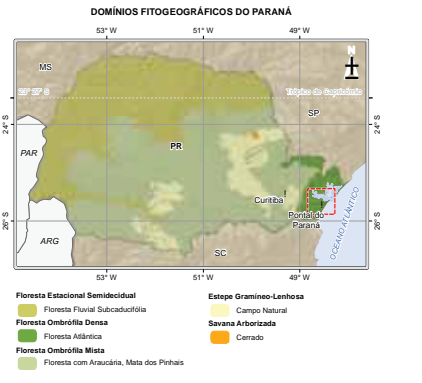 DOMÍNIOS FITOGEOGRÁFICOS DO PARANÁ
53° W 51° W 49° W
N
MS
23° 27' S
Trópico de Capricórnio
SP
24° S 24° S
PAR
PR
Curitiba
Pontal do
Paraná
26° S 26° S
OCEANO ATLÂNTICO
ARG
SC
53° W 51° W 49° W
Floresta Estacional Semidecidual
Floresta Fluvial Subcaducifólia
Floresta Ombrófila Densa
Floresta Atlântica
Floresta Ombrófila Mista
Floresta com Araucária, Mata dos Pinhais
Estepe Gramíneo-Lenhosa
Campo Natural
Savana Arborizada
Cerrado